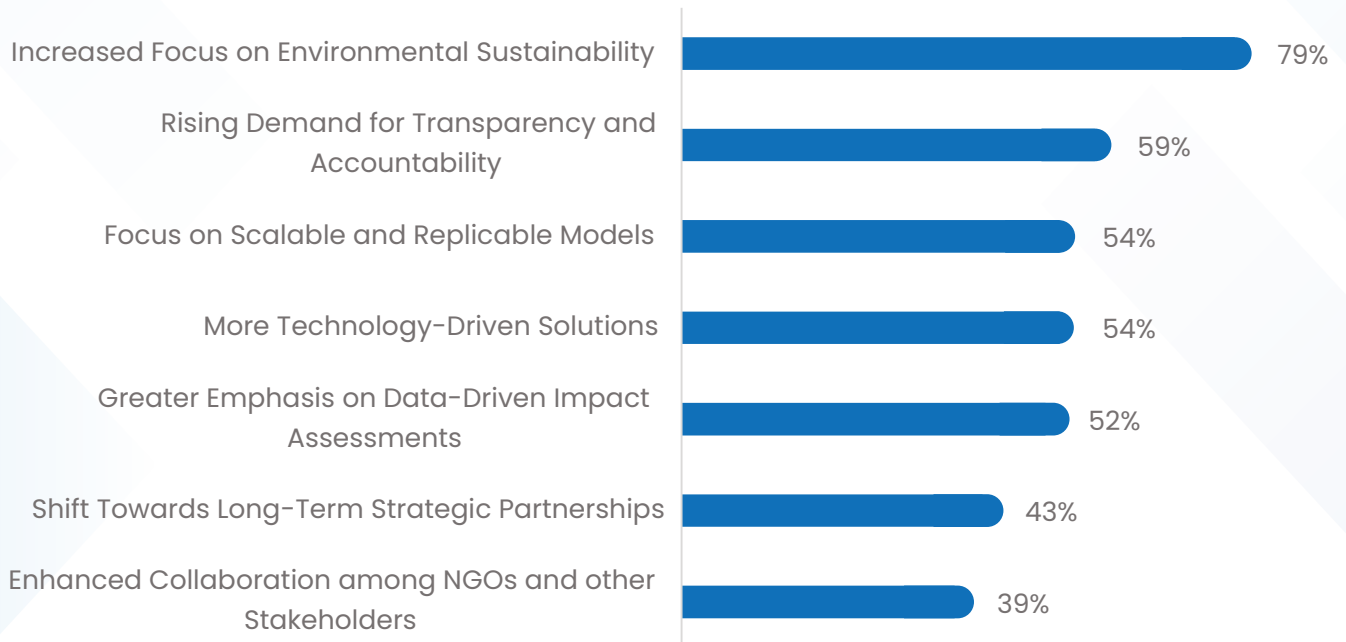 Increased Focus on Environmental Sustainability
79%
Rising Demand for Transparency and
Accountability
59%
Focus on Scalable and Replicable Models
54%
More Technology-Driven Solutions
54%
Greater Emphasis on Data-Driven Impact
Assessments
52%
Shift Towards Long-Term Strategic Partnerships
43%
Enhanced Collaboration among NGOs and other
Stakeholders
39%